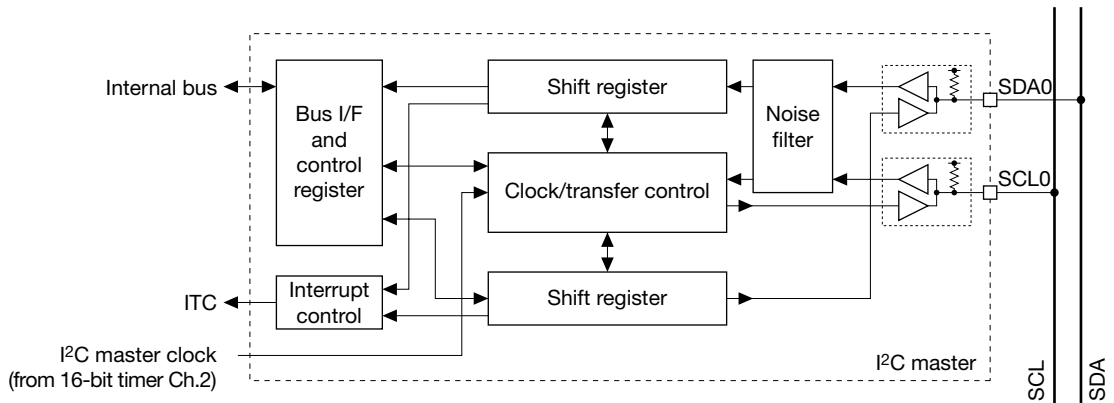 Internal bus
Bus I/F
and
control
register
Shift register
Noise
filter
SDA0
Clock/transfer control
SCL0
ITC
Interrupt
control
Shift register
I²C master clock
(from 16-bit timer Ch.2)
I²C master
SCL
SDA